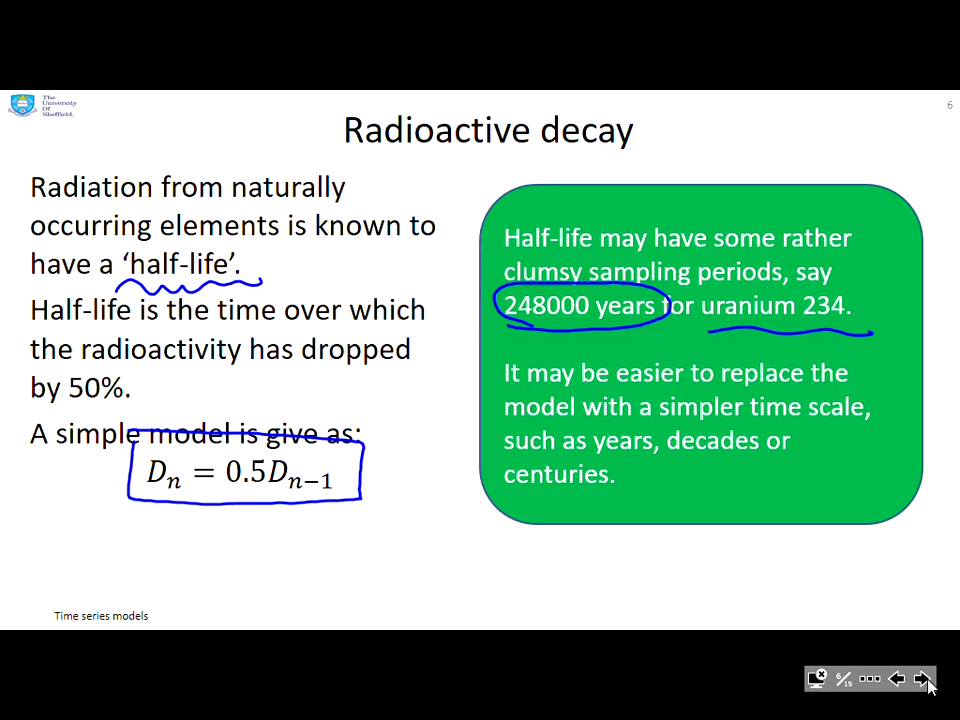 The
University
Of
Sheffield.
6
Radioactive decay
Radiation from naturally
occurring elements is known to
have a ‘half-life’.
Half-life is the time over which
the radioactivity has dropped
by 50%.
A simple model is give as:
Dₙ = 0.5Dₙ₋₁
Half-life may have some rather
clumsy sampling periods, say
248000 years for uranium 234.
It may be easier to replace the
model with a simpler time scale,
such as years, decades or
centuries.
Time series models
6/15